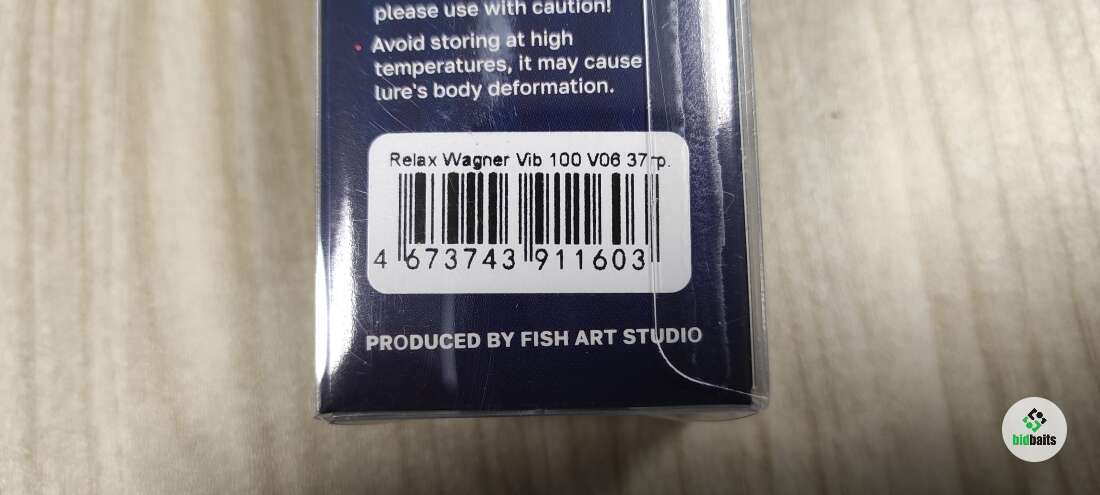 please use with caution!
• Avoid storing at high
temperatures, it may cause
lure's body deformation.
Relax Wagner Vib 100 V06 37гр.
4 673743 911603
PRODUCED BY FISH ART STUDIO
bidbaits